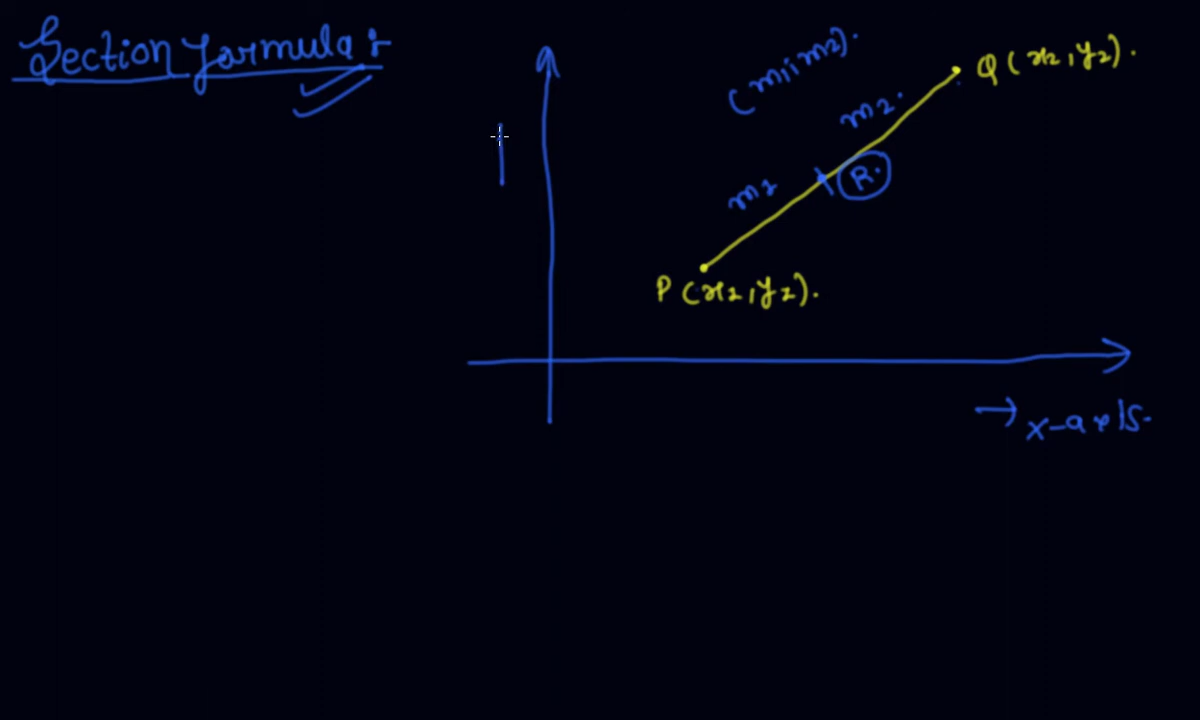 Section formula:
(m1:m2).
Q(x2,y2).
m2.
R.
m1
P(x1,y1).
→ x-axis.